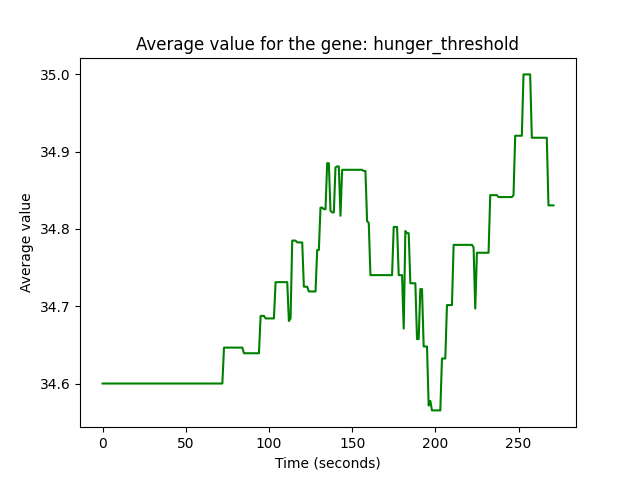 Average value for the gene: hunger_threshold
35.0
34.9
34.8
34.7
34.6
Average value
0 50 100 150 200 250
Time (seconds)